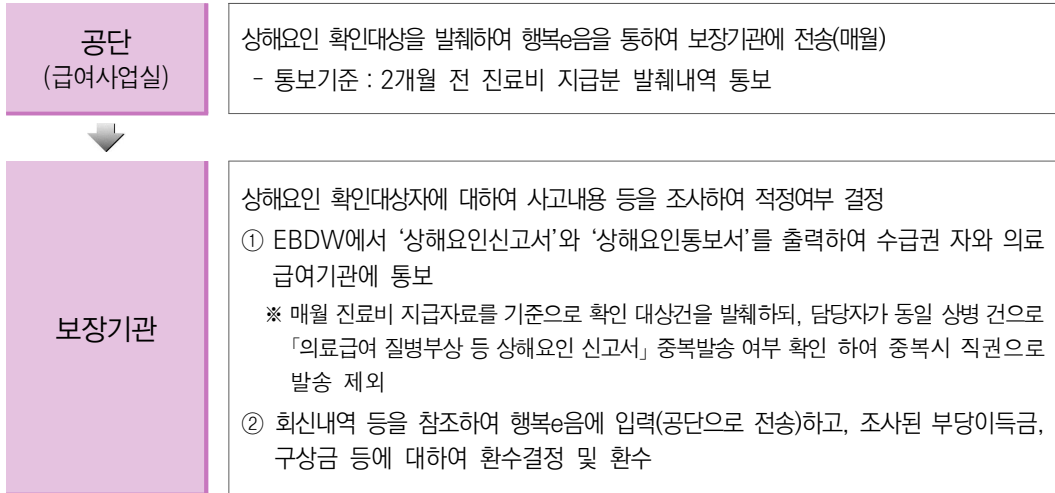 공단
(급여사업실)
상해요인 확인대상을 발췌하여 행복e음을 통하여 보장기관에 전송(매월)
- 통보기준 : 2개월 전 진료비 지급분 발췌내역 통보
보장기관
상해요인 확인대상자에 대하여 사고내용 등을 조사하여 적정여부 결정
① EBDW에서 ‘상해요인신고서’와 ‘상해요인통보서’를 출력하여 수급권 자와 의료
급여기관에 통보
※ 매월 진료비 지급자료를 기준으로 확인 대상건을 발췌하되, 담당자가 동일 상병 건으로
「의료급여 질병부상 등 상해요인 신고서」 중복발송 여부 확인 하여 중복시 직권으로
발송 제외
② 회신내역 등을 참조하여 행복e음에 입력(공단으로 전송)하고, 조사된 부당이득금,
구상금 등에 대하여 환수결정 및 환수